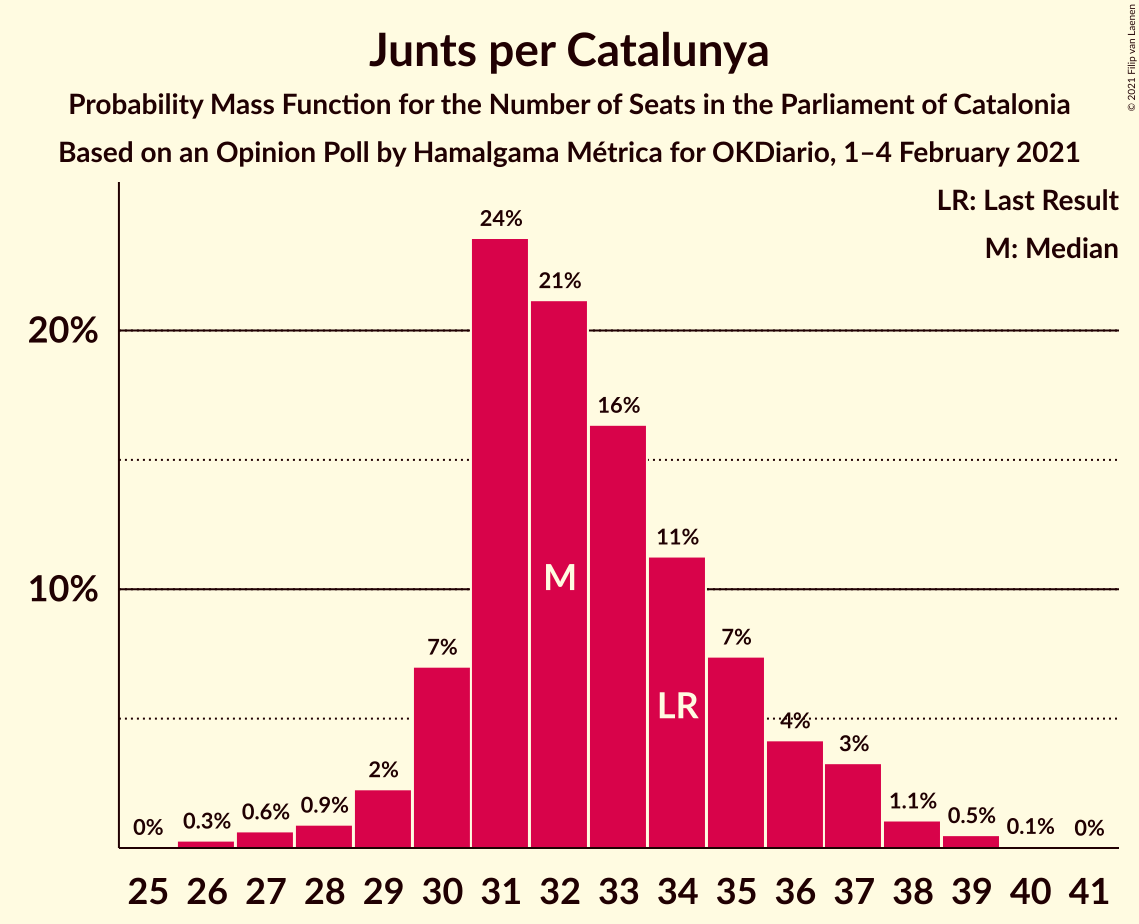 Junts per Catalunya
Probability Mass Function for the Number of Seats in the Parliament of Catalonia
Based on an Opinion Poll by Hamalgama Métrica for OKDiario, 1–4 February 2021
© 2021 Filip van Laenen
LR: Last Result
M: Median
20%
10%
0% 0.3% 0.6% 0.9% 2% 7% 24% 21% 16% 11% 7% 4% 3% 1.1% 0.5% 0.1% 0%
M
LR
25 26 27 28 29 30 31 32 33 34 35 36 37 38 39 40 41